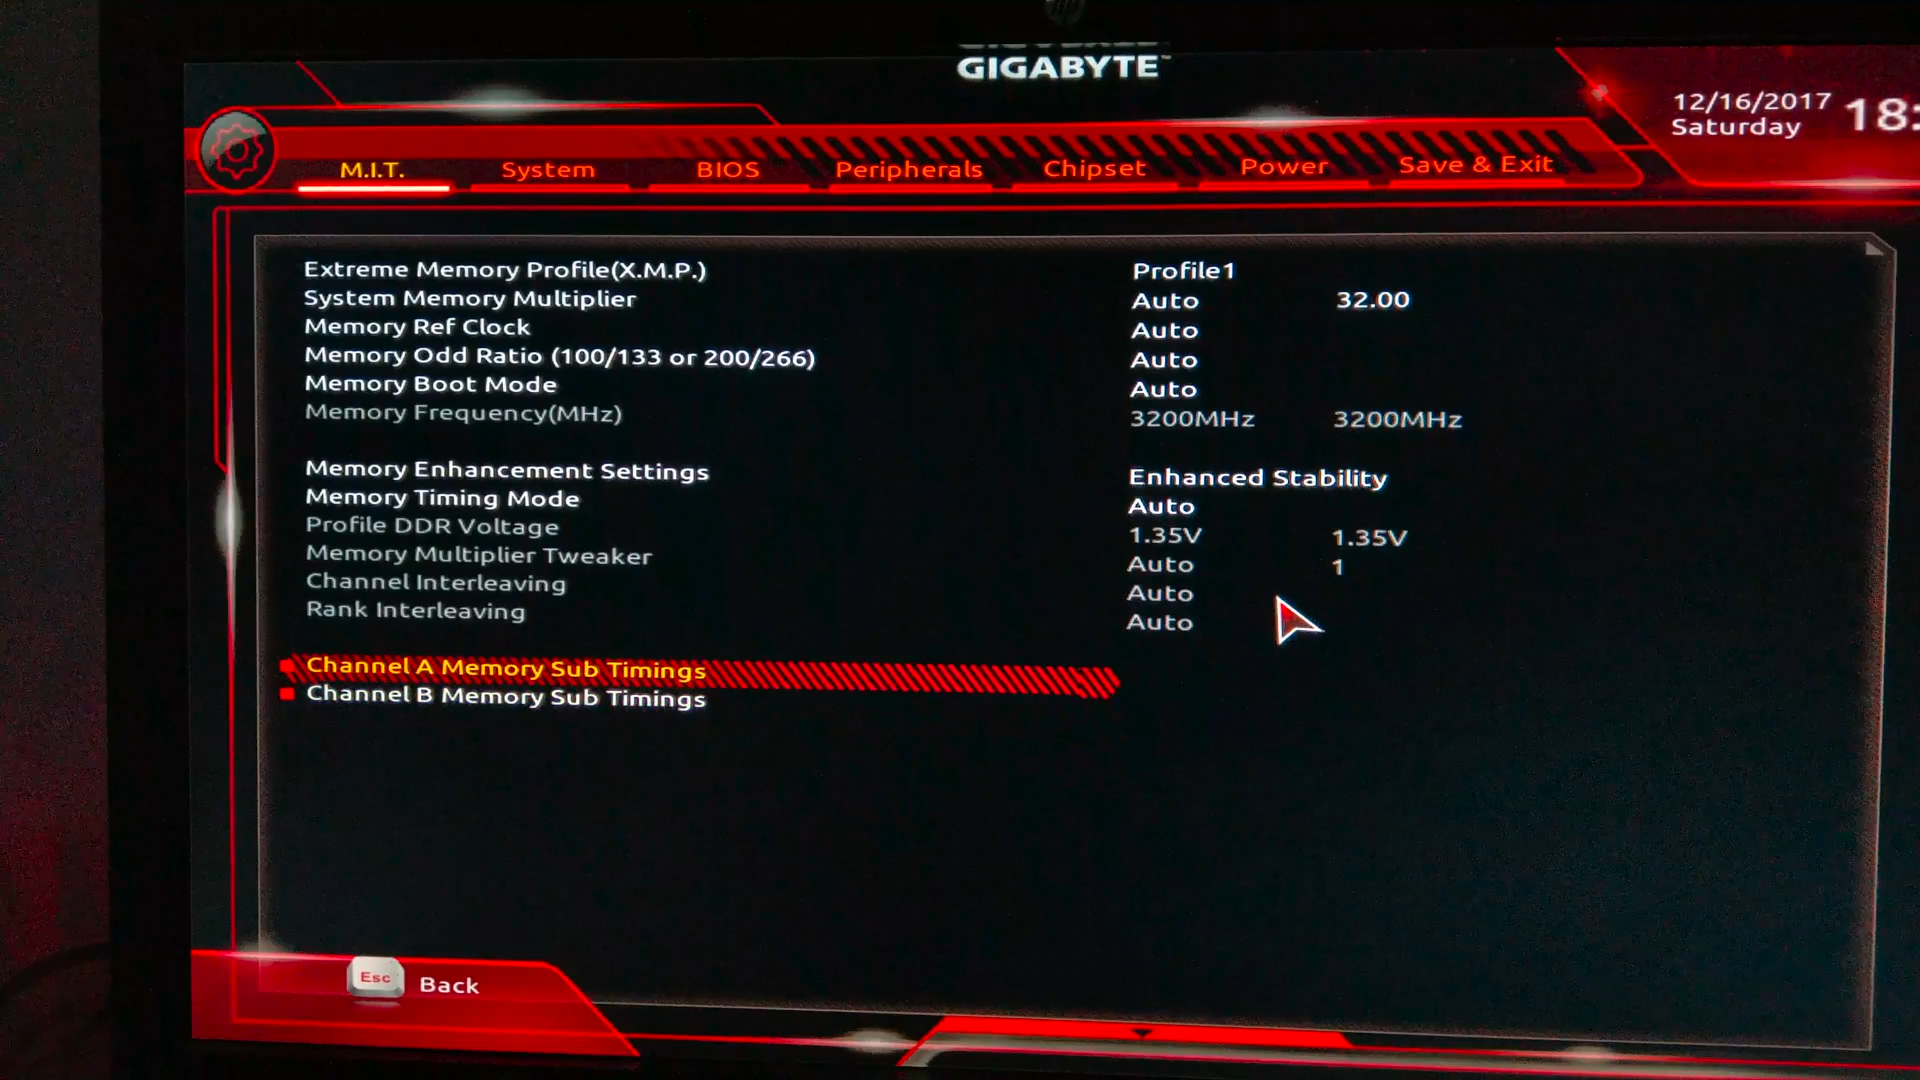 GIGABYTE™
12/16/2017 18:
Saturday
M.I.T. System BIOS Peripherals Chipset Power Save & Exit
Extreme Memory Profile(X.M.P.) Profile1
System Memory Multiplier Auto 32.00
Memory Ref Clock Auto
Memory Odd Ratio (100/133 or 200/266) Auto
Memory Boot Mode Auto
Memory Frequency(MHz) 3200MHz 3200MHz
Memory Enhancement Settings Enhanced Stability
Memory Timing Mode Auto
Profile DDR Voltage 1.35V 1.35V
Memory Multiplier Tweaker Auto 1
Channel Interleaving Auto
Rank Interleaving Auto
Channel A Memory Sub Timings
Channel B Memory Sub Timings
Esc Back